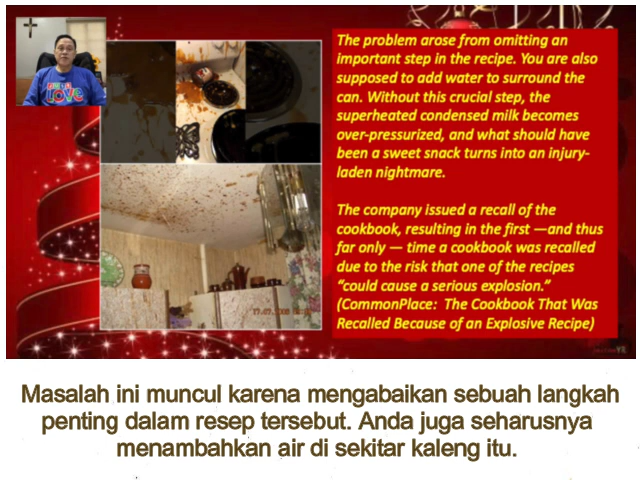 The problem arose from omitting an
important step in the recipe. You are also
supposed to add water to surround the
can. Without this crucial step, the
superheated condensed milk becomes
over-pressurized, and what should have
been a sweet snack turns into an injury-
laden nightmare.
The company issued a recall of the
cookbook, resulting in the first —and thus
far only — time a cookbook was recalled
due to the risk that one of the recipes
“could cause a serious explosion.”
(CommonPlace: The Cookbook That Was
Recalled Because of an Explosive Recipe)
Masalah ini muncul karena mengabaikan sebuah langkah
penting dalam resep tersebut. Anda juga seharusnya
menambahkan air di sekitar kaleng itu.